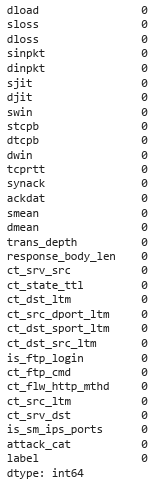 dload 0
sloss 0
dloss 0
sinpkt 0
dinpkt 0
sjit 0
djit 0
swin 0
stcpb 0
dtcpb 0
dwin 0
tcprtt 0
synack 0
ackdat 0
smean 0
dmean 0
trans_depth 0
response_body_len 0
ct_srv_src 0
ct_state_ttl 0
ct_dst_ltm 0
ct_src_dport_ltm 0
ct_dst_sport_ltm 0
ct_dst_src_ltm 0
is_ftp_login 0
ct_ftp_cmd 0
ct_flw_http_mthd 0
ct_src_ltm 0
ct_srv_dst 0
is_sm_ips_ports 0
attack_cat 0
label 0
dtype: int64